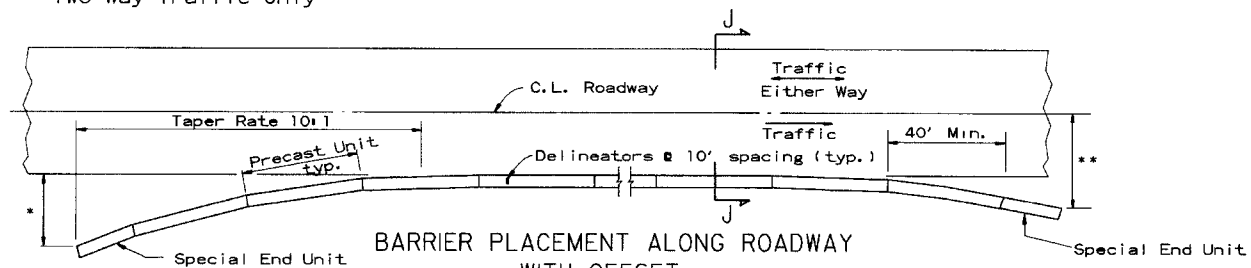 Two Way Traffic Only
J
Traffic
Either Way
C.L. Roadway
Taper Rate 10:1
Traffic
40' Min.
Precast Unit
typ.
Delineators @ 10' spacing (typ.)
*
**
J
BARRIER PLACEMENT ALONG ROADWAY
WITH OFFSET
Special End Unit
Special End Unit